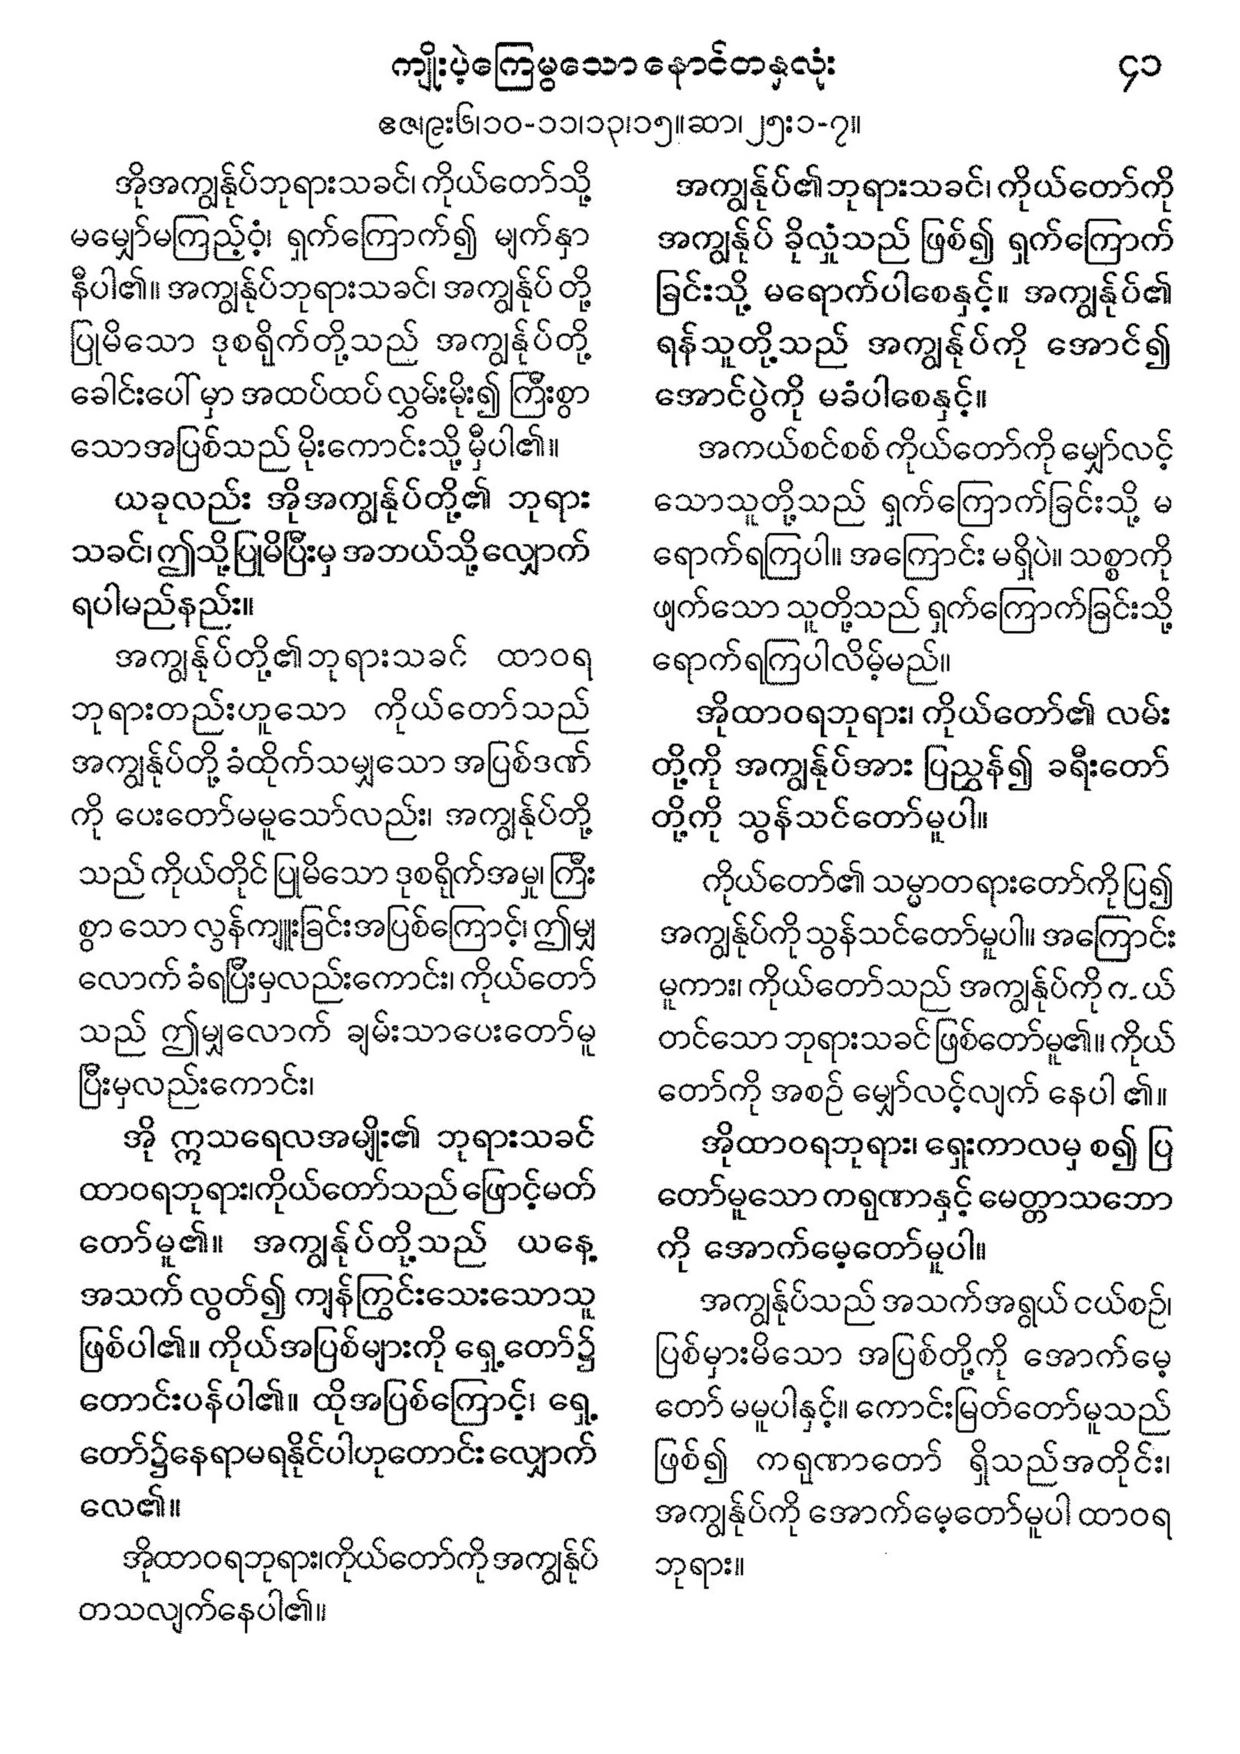 ကျိုးပဲ့ကြေမွသော နှောင်တနှလုံး ၄၁
ဧဇ၊၉း၆၊၁၀-၁၁၊၁၃၊၁၅။ဆာ၊၂၅း၁-၇။
အိုအကျွန်ုပ်ဘုရားသခင်၊ ကိုယ်တော်သို့
မမျှော်မကြည့်ဝံ့၊ ရှက်ကြောက်၍ မျက်နှာ
နီပါ၏။ အကျွန်ုပ်ဘုရားသခင်၊ အကျွန်ုပ် တို့
ပြုမိသော ဒုစရိုက်တို့သည် အကျွန်ုပ်တို့
ခေါင်းပေါ် မှာ အထပ်ထပ် လွှမ်းမိုး၍ ကြီးစွာ
သောအပြစ်သည် မိုးကောင်းသို့ မှီပါ၏။
ယခုလည်း အိုအကျွန်ုပ်တို့၏ ဘုရား
သခင်၊ ဤသို့ပြုမိပြီးမှ အဘယ်သို့ လျှောက်
ရပါမည်နည်း။
အကျွန်ုပ်တို့၏ ဘုရားသခင် ထာဝရ
ဘုရားတည်းဟူသော ကိုယ်တော်သည်
အကျွန်ုပ်တို့ ခံထိုက်သမျှသော အပြစ်ဒဏ်
ကို ပေးတော်မမူသော်လည်း၊ အကျွန်ုပ်တို့
သည် ကိုယ်တိုင် ပြုမိသော ဒုစရိုက်အမှု၊ ကြီး
စွာ သော လွန်ကျူးခြင်းအပြစ်ကြောင့်၊ ဤမျှ
လောက် ခံရပြီးမှလည်းကောင်း၊ ကိုယ်တော်
သည် ဤမျှလောက် ချမ်းသာပေးတော်မူ
ပြီးမှလည်းကောင်း၊
အို ဣသရေလအမျိုး၏ ဘုရားသခင်
ထာဝရဘုရား၊ကိုယ်တော်သည် ဖြောင့်မတ်
တော်မူ၏။ အကျွန်ုပ်တို့သည် ယနေ့
အသက် လွတ်၍ ကျန်ကြွင်းသေးသောသူ
ဖြစ်ပါ၏။ ကိုယ်အပြစ်များကို ရှေ့တော်၌
တောင်းပန်ပါ၏။ ထိုအပြစ်ကြောင့်၊ ရှေ့
တော်၌နေရာမရနိုင်ပါဟုတောင်း လျှောက်
လေ၏။
အိုထာဝရဘုရား၊ကိုယ်တော်ကို အကျွန်ုပ်
တသလျက်နေပါ၏။
အကျွန်ုပ်၏ ဘုရားသခင်၊ ကိုယ်တော်ကို
အကျွန်ုပ် ခိုလှုံသည် ဖြစ်၍ ရှက်ကြောက်
ခြင်းသို့ မရောက်ပါစေနှင့်။ အကျွန်ုပ်၏
ရန်သူတို့သည် အကျွန်ုပ်ကို အောင်၍
အောင်ပွဲကို မခံပါစေနှင့်။
အကယ်စင်စစ် ကိုယ်တော်ကို မျှော်လင့်
သောသူတို့သည် ရှက်ကြောက်ခြင်းသို့ မ
ရောက်ရကြပါ။ အကြောင်း မရှိပဲ။ သစ္စာကို
ဖျက်သော သူတို့သည် ရှက်ကြောက်ခြင်းသို့
ရောက်ရကြပါလိမ့်မည်။
အိုထာဝရဘုရား၊ ကိုယ်တော်၏ လမ်း
တို့ကို အကျွန်ုပ်အား ပြညွှန်၍ ခရီးတော်
တို့ကို သွန်သင်တော်မူပါ။
ကိုယ်တော်၏ သမ္မာတရားတော်ကို ပြ၍
အကျွန်ုပ်ကို သွန်သင်တော်မူပါ။ အကြောင်း
မူကား၊ ကိုယ်တော်သည် အကျွန်ုပ်ကို ကယ်
တင်သော ဘုရားသခင် ဖြစ်တော်မူ၏။ ကိုယ်
တော်ကို အစဉ် မျှော်လင့်လျက် နေပါ ၏။
အိုထာဝရဘုရား၊ ရှေးကာလမှ စ၍ ပြ
တော်မူသော ကရုဏာနှင့် မေတ္တာသဘော
ကို အောက်မေ့တော်မူပါ။
အကျွန်ုပ်သည် အသက်အရွယ် ငယ်စဉ်၊
ပြစ်မှားမိသော အပြစ်တို့ကို အောက်မေ့
တော် မမူပါနှင့်။ ကောင်းမြတ်တော်မူသည်
ဖြစ်၍ ကရုဏာတော် ရှိသည်အတိုင်း၊
အကျွန်ုပ်ကို အောက်မေ့တော်မူပါ ထာဝရ
ဘုရား။